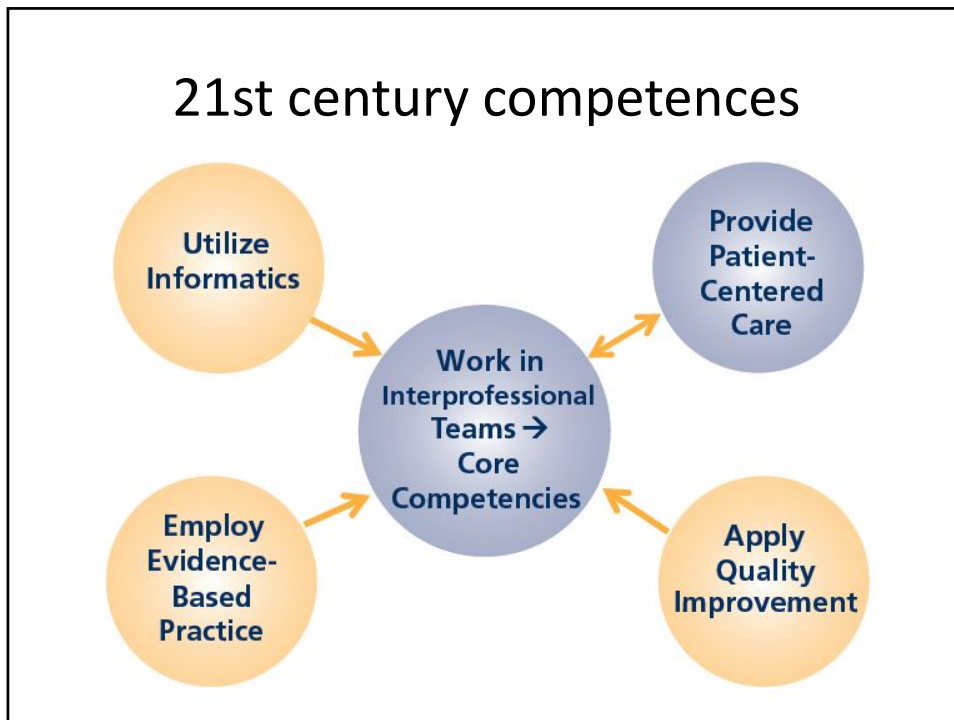 21st century competences
Utilize
Informatics
Provide
Patient-
Centered
Care
Work in
Interprofessional
Teams →
Core
Competencies
Employ
Evidence-
Based
Practice
Apply
Quality
Improvement